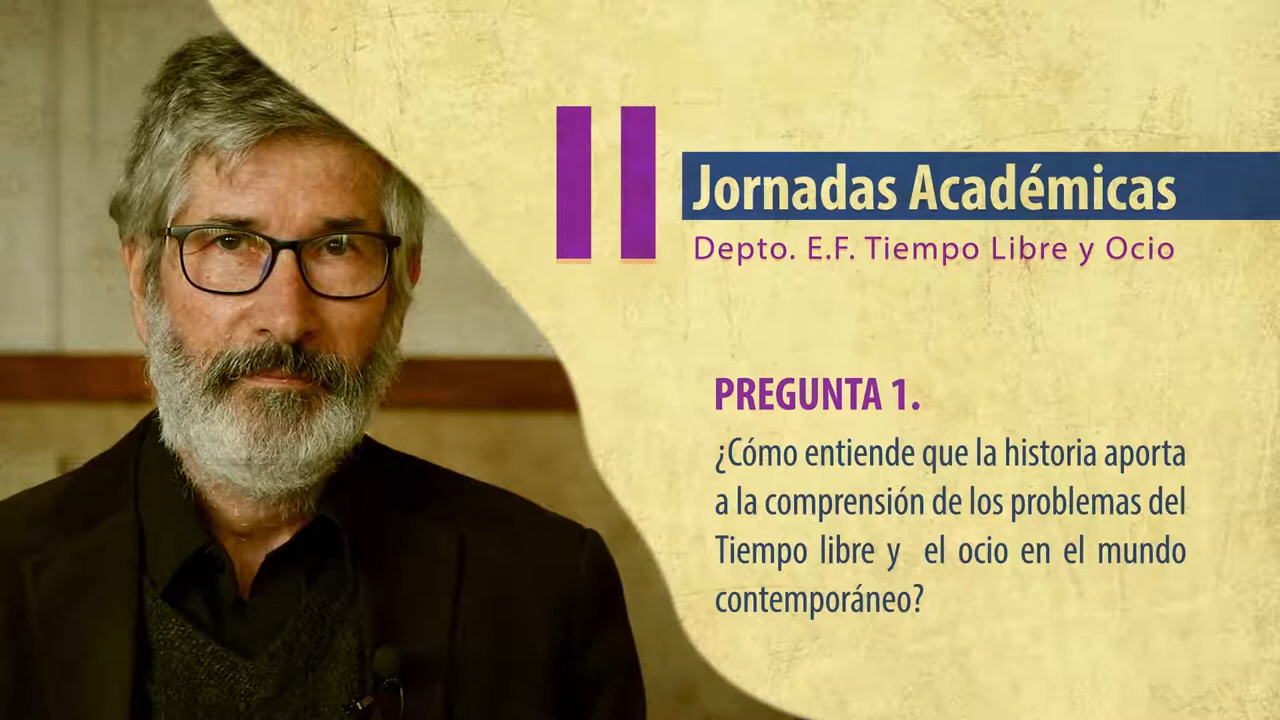 II
Jornadas Académicas
Depto. E.F. Tiempo Libre y Ocio
PREGUNTA 1.
¿Cómo entiende que la historia aporta
a la comprensión de los problemas del
Tiempo libre y el ocio en el mundo
contemporáneo?